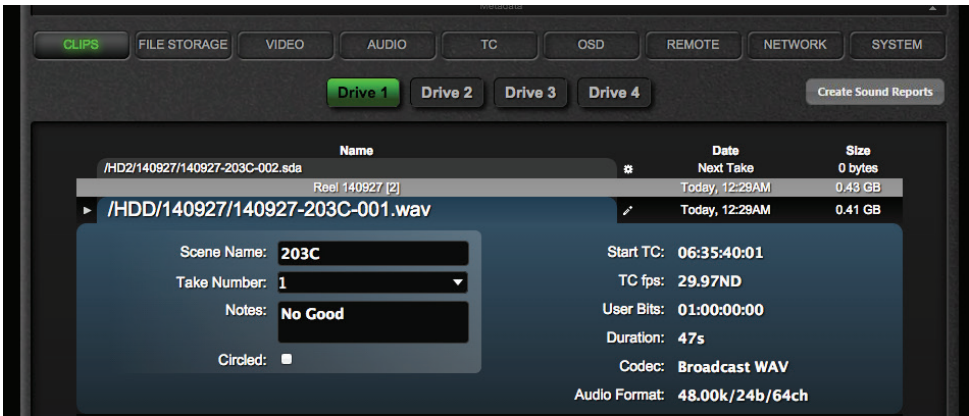 Metadata
CLIPS FILE STORAGE VIDEO AUDIO TC OSD REMOTE NETWORK SYSTEM
Drive 1 Drive 2 Drive 3 Drive 4 Create Sound Reports
Name Date Size
/HD2/140927/140927-203C-002.sda Next Take 0 bytes
Reel 140927 [2] Today, 12:29AM 0.43 GB
/HDD/140927/140927-203C-001.wav Today, 12:29AM 0.41 GB
Scene Name: 203C Start TC: 06:35:40:01
Take Number: 1 TC fps: 29.97ND
Notes: No Good User Bits: 01:00:00:00
Duration: 47s
Circled: Codec: Broadcast WAV
Audio Format: 48.00k/24b/64ch